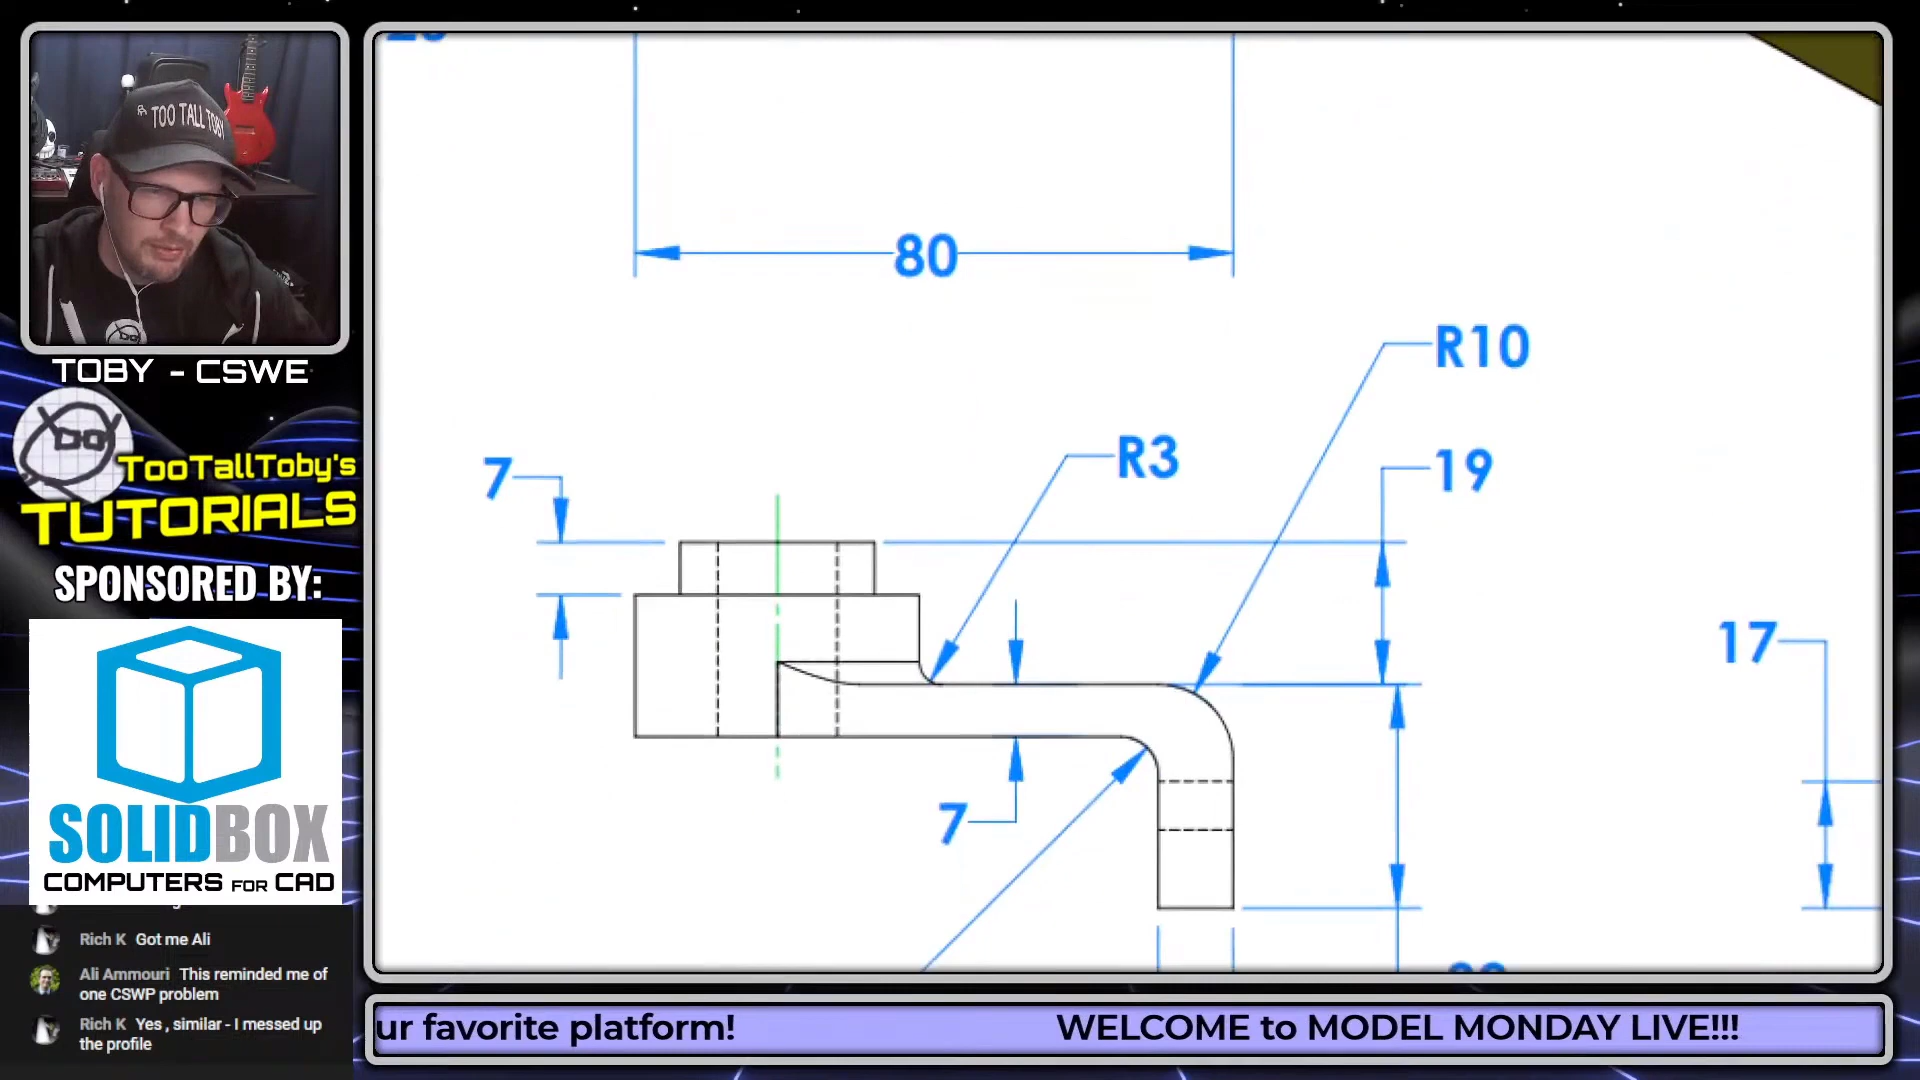 TOO TALL TOBY
TOBY - CSWE
TooTallToby's
TUTORIALS
SPONSORED BY:
SOLIDBOX
COMPUTERS FOR CAD
Rich K Got me Ali
Ali Ammouri This reminded me of
one CSWP problem
Rich K Yes , similar - I messed up
the profile
80
R10
R3
19
7
17
7
ur favorite platform!
WELCOME to MODEL MONDAY LIVE!!!